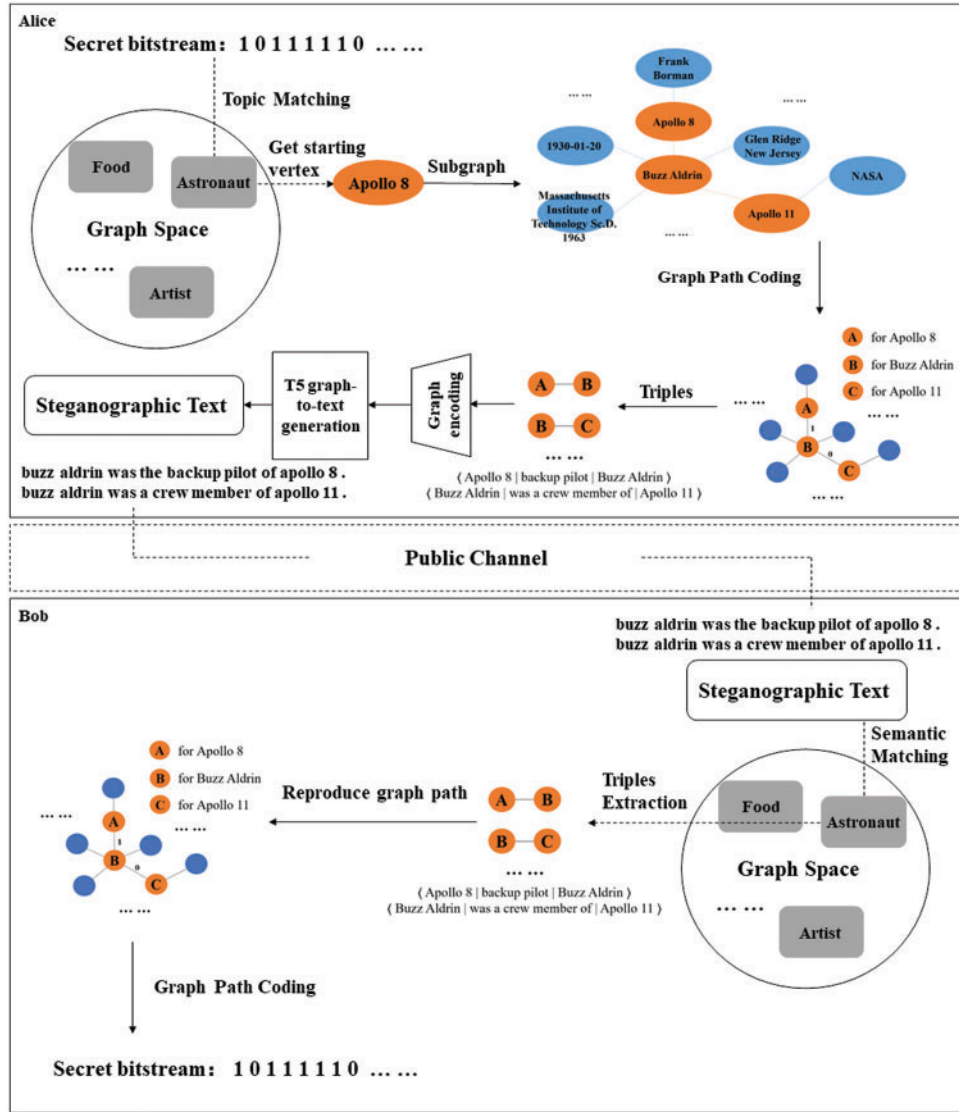 Alice
Secret bitstream: 1 0 1 1 1 1 1 1 0 … …
Topic Matching
Food
Astronaut
Graph Space
… …
Artist
Get starting
vertex
Apollo 8
Subgraph
Frank
Borman
… …
… …
Apollo 8
1930-01-20
Glen Ridge
New Jersey
Buzz Aldrin
NASA
Massachusetts
Institute of
Technology Sc.D.
1963
Apollo 11
… …
Graph Path Coding
A for Apollo 8
B for Buzz Aldrin
C for Apollo 11
… …
… …
A
1
B
0
C
… …
Triples
A B
B C
… …
⟨ Apollo 8 | backup pilot | Buzz Aldrin ⟩
⟨ Buzz Aldrin | was a crew member of | Apollo 11 ⟩
Graph
encoding
T5 graph-
to-text
generation
Steganographic Text
buzz aldrin was the backup pilot of apollo 8 .
buzz aldrin was a crew member of apollo 11 .
Public Channel
Bob
buzz aldrin was the backup pilot of apollo 8 .
buzz aldrin was a crew member of apollo 11 .
Steganographic Text
Semantic
Matching
Food
Astronaut
Graph Space
… …
Artist
Triples
Extraction
A B
B C
… …
⟨ Apollo 8 | backup pilot | Buzz Aldrin ⟩
⟨ Buzz Aldrin | was a crew member of | Apollo 11 ⟩
Reproduce graph path
A for Apollo 8
B for Buzz Aldrin
C for Apollo 11
… …
… …
A
1
B
0
C
… …
Graph Path Coding
Secret bitstream: 1 0 1 1 1 1 1 0 … …